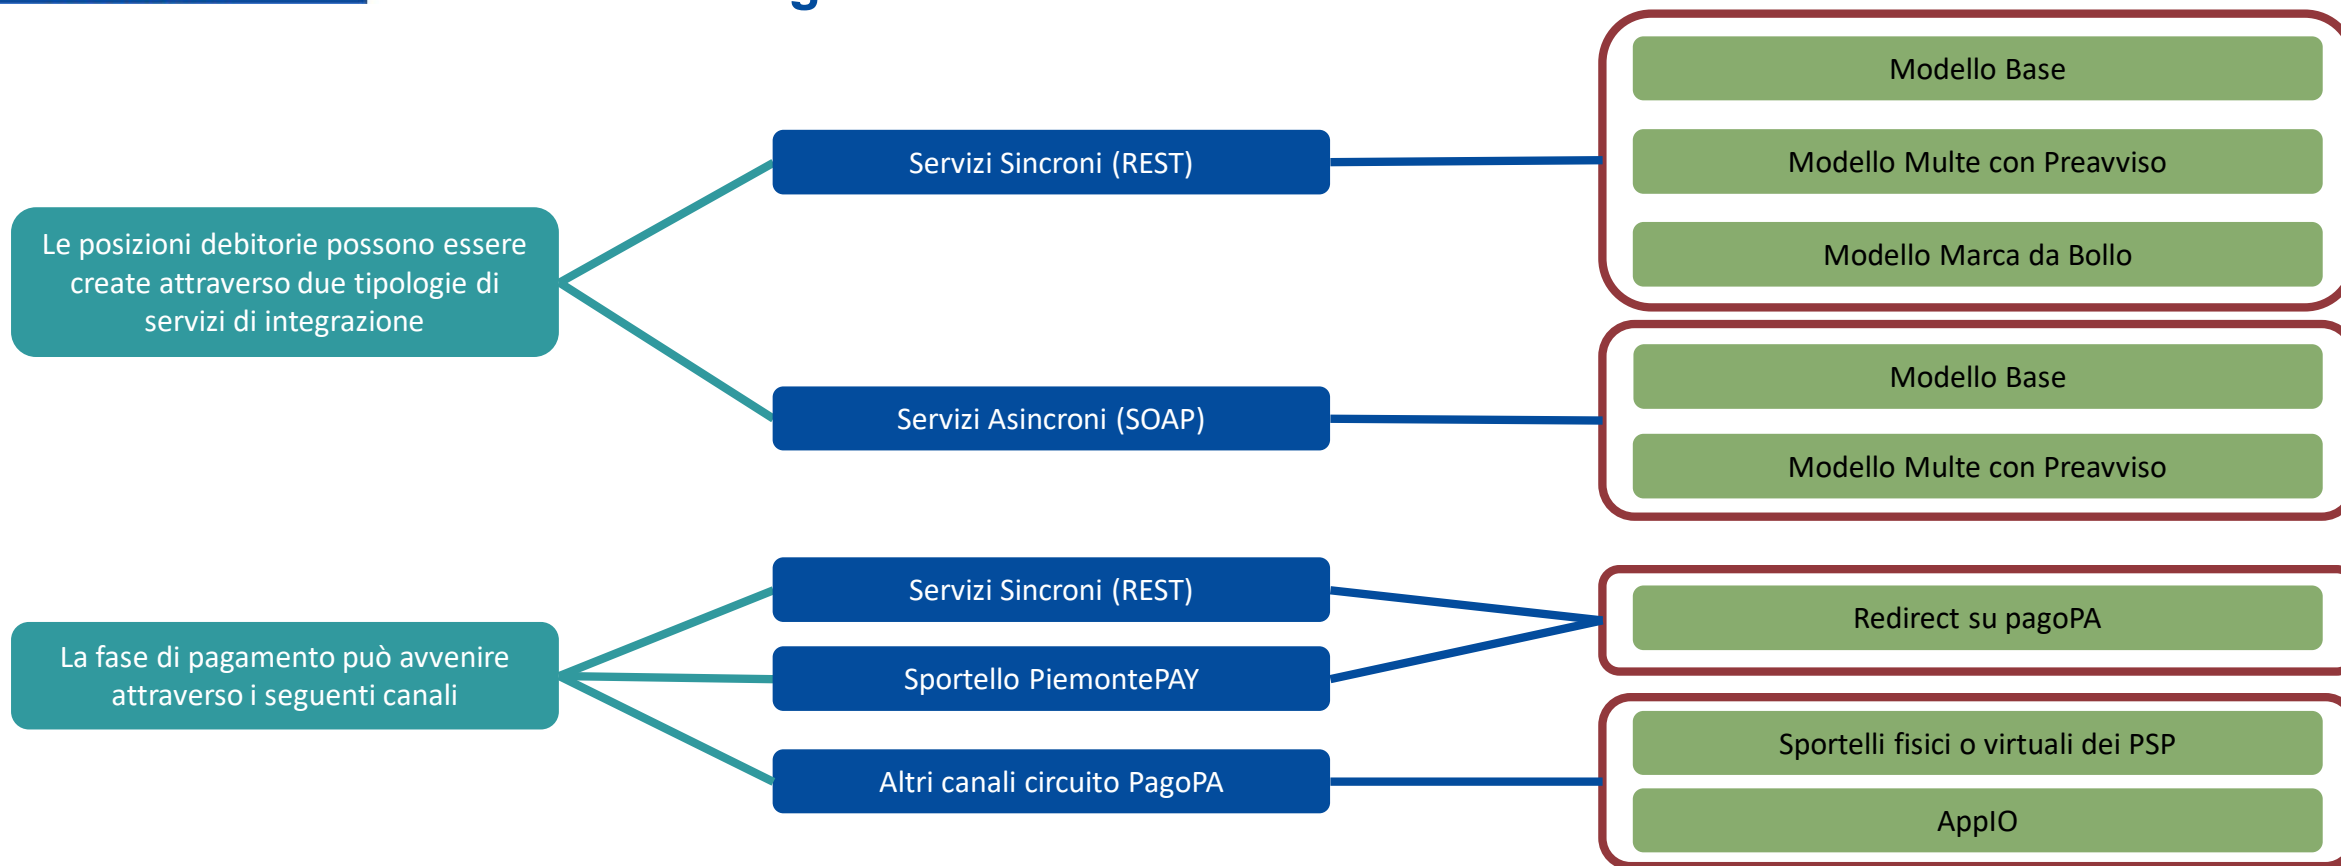 Le posizioni debitorie possono essere
create attraverso due tipologie di
servizi di integrazione
Servizi Sincroni (REST)
Modello Base
Modello Multe con Preavviso
Modello Marca da Bollo
Servizi Asincroni (SOAP)
Modello Base
Modello Multe con Preavviso
La fase di pagamento può avvenire
attraverso i seguenti canali
Servizi Sincroni (REST)
Sportello PiemontePAY
Redirect su pagoPA
Altri canali circuito PagoPA
Sportelli fisici o virtuali dei PSP
AppIO